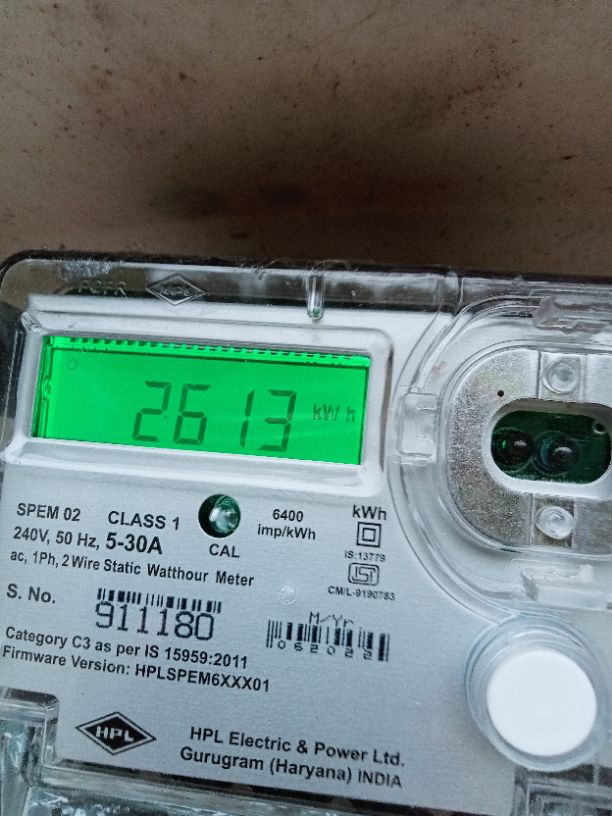 2613 kWh
SPEM 02 CLASS 1
6400
imp/kWh
kWh
240V, 50 Hz, 5-30A
CAL
IS:13779
ac, 1Ph, 2 Wire Static Watthour Meter
CM/L-9190783
S. No.
911180
M/Yr
062022
Category C3 as per IS 15959:2011
Firmware Version: HPLSPEM6XXX01
HPL
HPL Electric & Power Ltd.
Gurugram (Haryana) INDIA